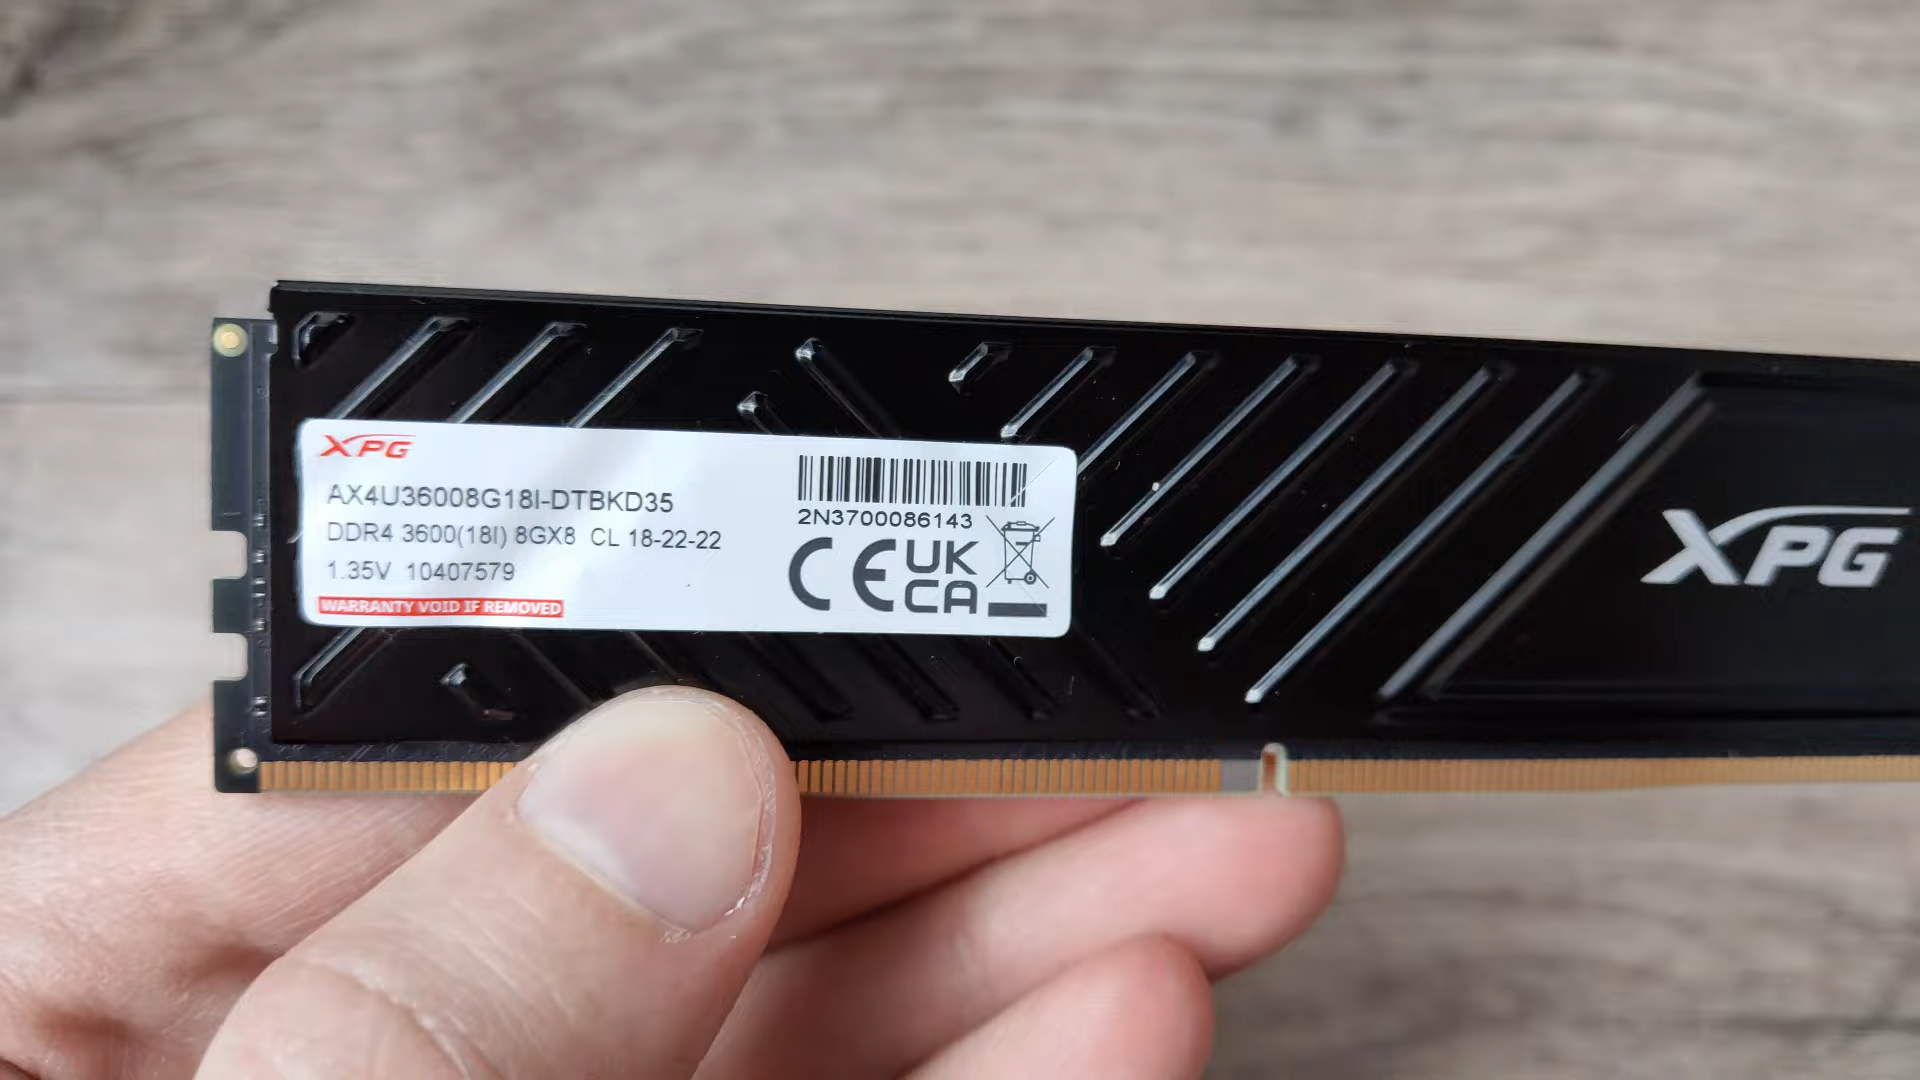 XPG
AX4U36008G18I-DTBKD35
DDR4 3600(18I) 8GX8 CL 18-22-22
1.35V 10407579
WARRANTY VOID IF REMOVED
2N3700086143
CE
UK
CA
XPG